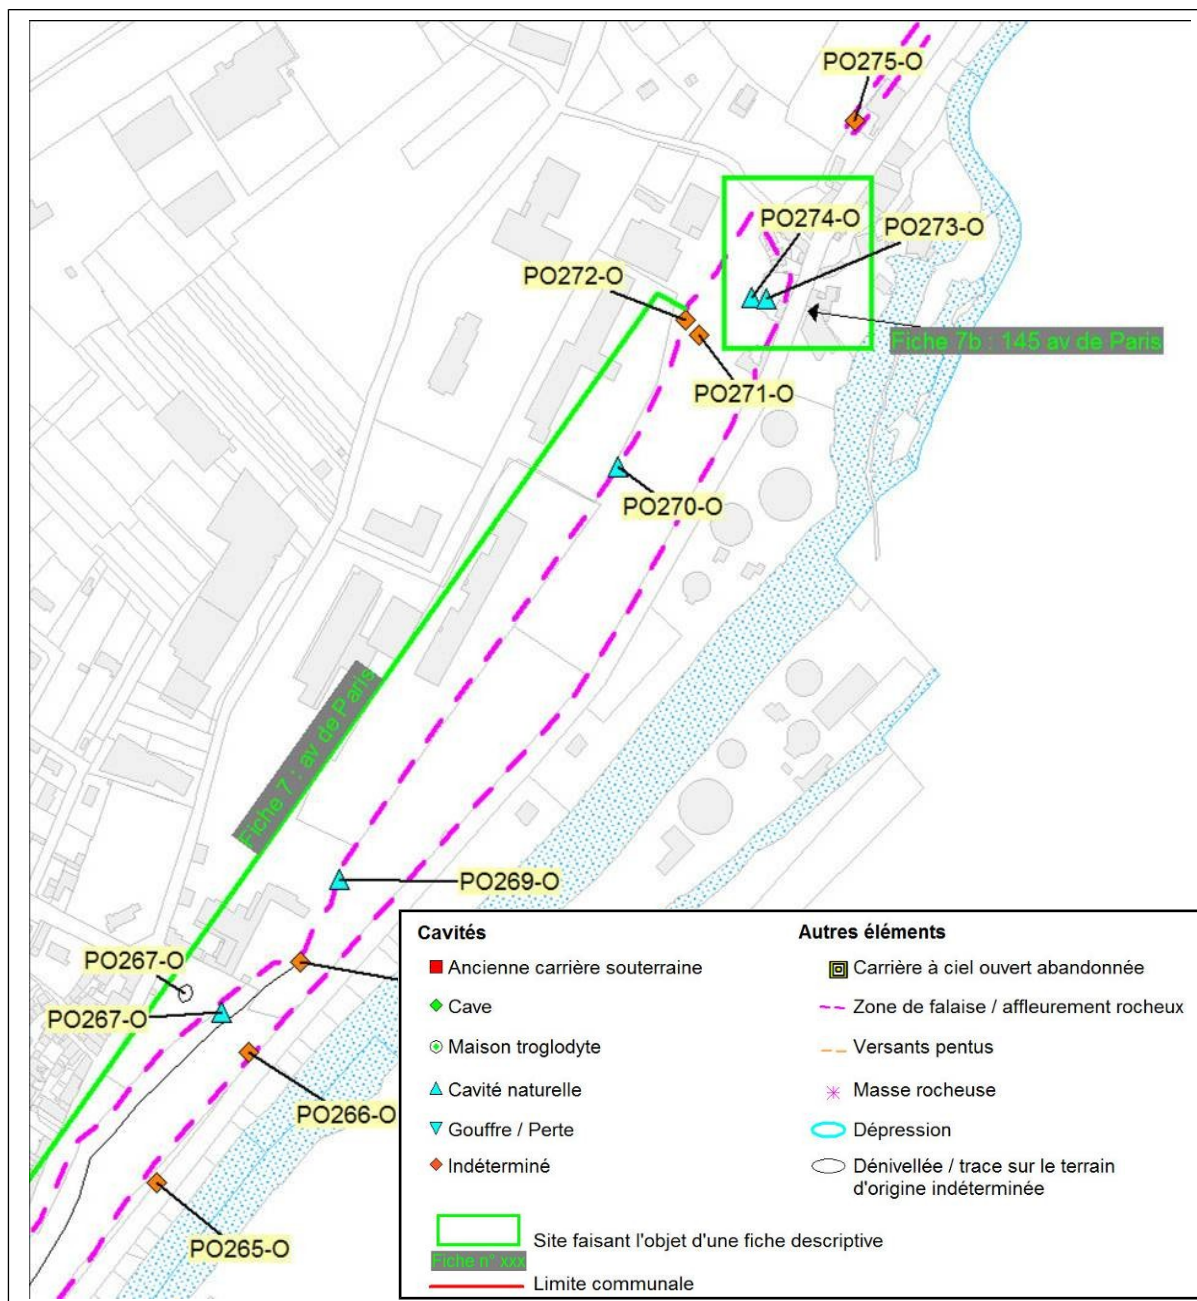 PO275-O
PO274-O
PO273-O
PO272-O
Fiche 7b : 145 av de Paris
PO271-O
PO270-O
Fiche 7 : av de Paris
PO269-O
PO267-O
PO267-O
PO266-O
PO265-O
Cavités
Ancienne carrière souterraine
Cave
Maison troglodyte
Cavité naturelle
Gouffre / Perte
Indéterminé
Autres éléments
Carrière à ciel ouvert abandonnée
Zone de falaise / affleurement rocheux
Versants pentus
Masse rocheuse
Dépression
Dénivellée / trace sur le terrain
d'origine indéterminée
Site faisant l'objet d'une fiche descriptive
Fiche n° xxx
Limite communale